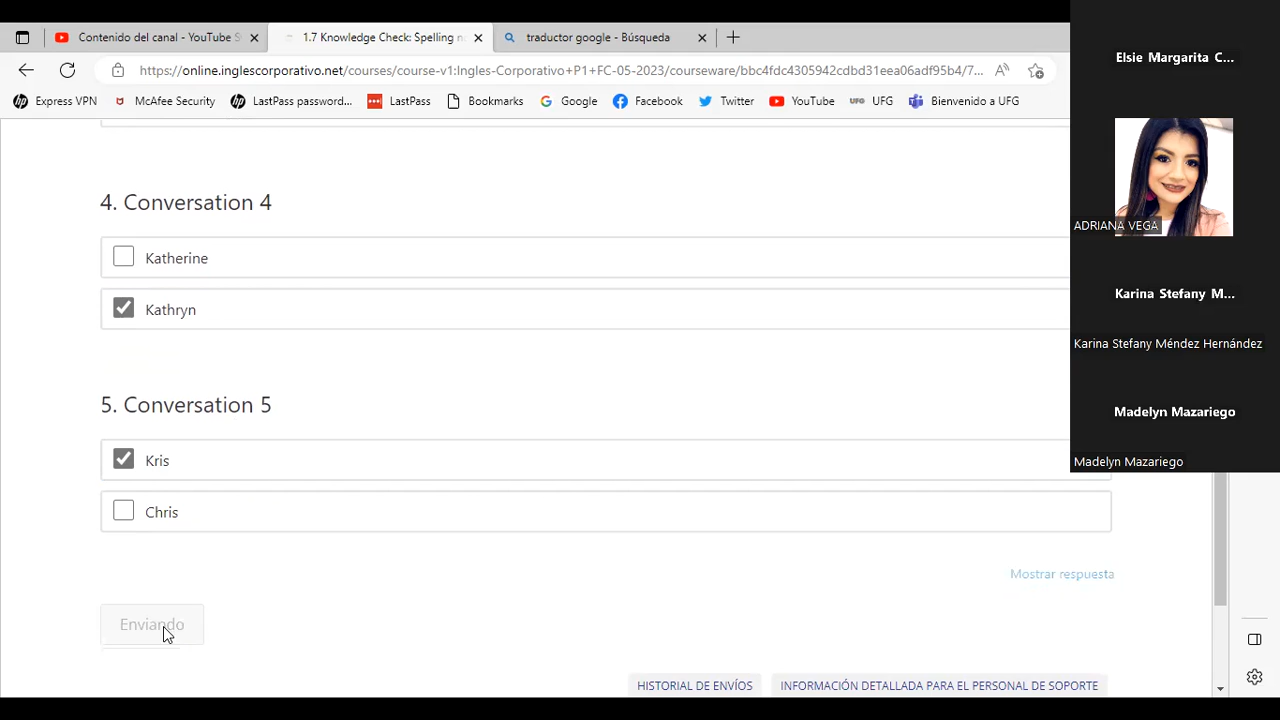 Contenido del canal - YouTube S
1.7 Knowledge Check: Spelling n
traductor google - Búsqueda
https://online.inglescorporativo.net/courses/course-v1:Ingles-Corporativo+P1+FC-05-2023/courseware/bbc4fdc4305942cdbd31eea06adf95b4/7...
Express VPN
McAfee Security
LastPass password...
LastPass
Bookmarks
Google
Facebook
Twitter
YouTube
UFG
UFG
Bienvenido a UFG
4. Conversation 4
Katherine
Kathryn
5. Conversation 5
Kris
Chris
Mostrar respuesta
Enviando
HISTORIAL DE ENVÍOS
INFORMACIÓN DETALLADA PARA EL PERSONAL DE SOPORTE
Elsie Margarita C...
ADRIANA VEGA
Karina Stefany M...
Karina Stefany Méndez Hernández
Madelyn Mazariego
Madelyn Mazariego